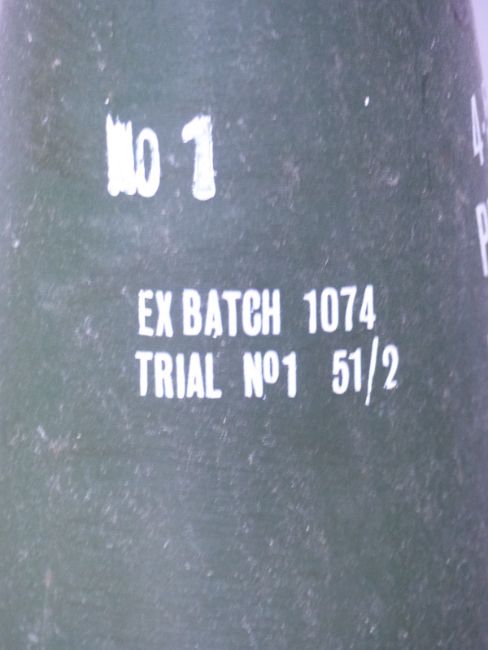 NO 1
EX BATCH 1074
TRIAL Nº1 51/2